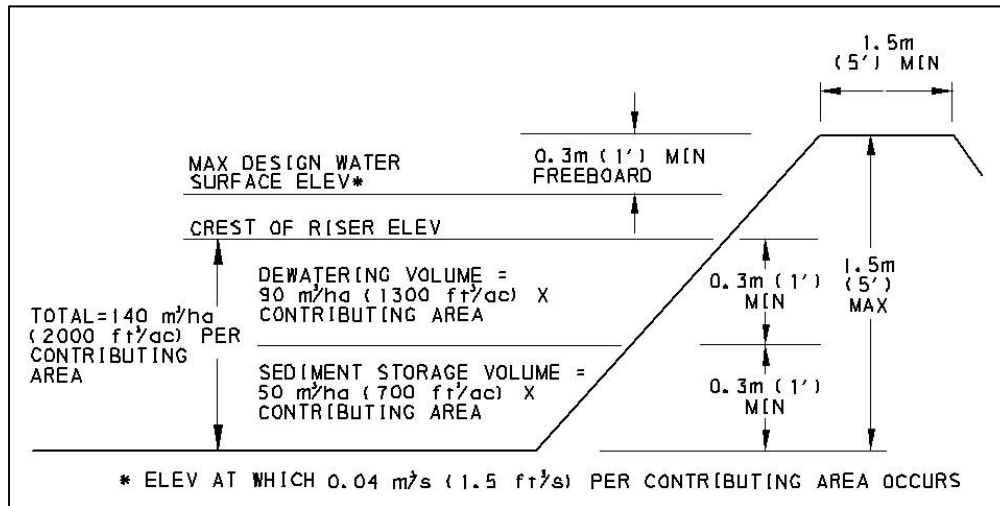 1.5m
(5') MIN
MAX DESIGN WATER
SURFACE ELEV*
0.3m (1') MIN
FREEBOARD
CREST OF RISER ELEV
TOTAL=140 m³/ha
(2000 ft³/ac) PER
CONTRIBUTING
AREA
DEWATERING VOLUME =
90 m³/ha (1300 ft³/ac) X
CONTRIBUTING AREA
0.3m (1')
MIN
1.5m
(5')
MAX
SEDIMENT STORAGE VOLUME =
50 m³/ha (700 ft³/ac) X
CONTRIBUTING AREA
0.3m (1')
MIN
* ELEV AT WHICH 0.04 m³/s (1.5 ft³/s) PER CONTRIBUTING AREA OCCURS